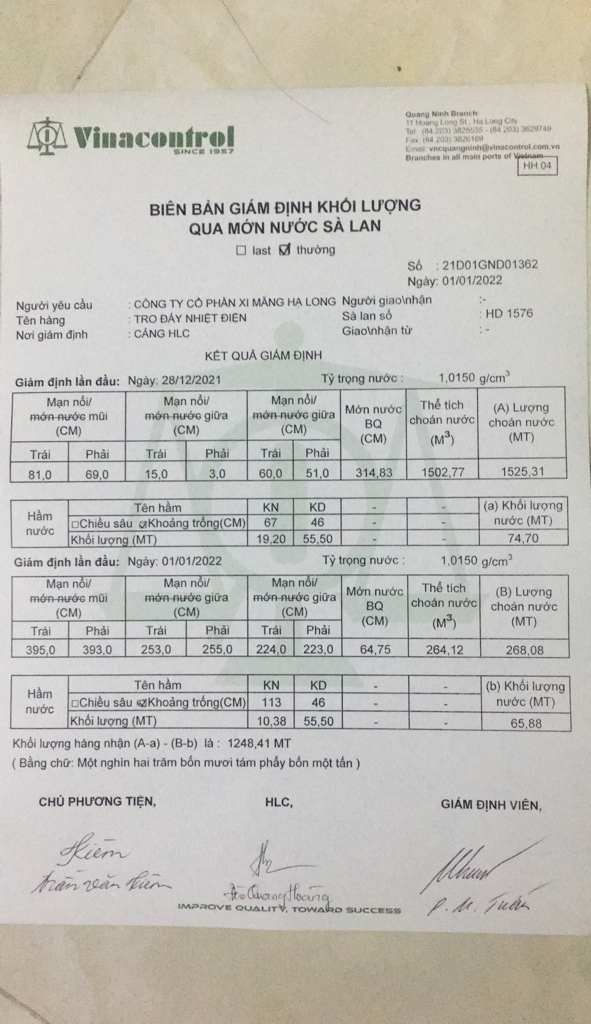 Vinacontrol
SINCE 1957
Quang Ninh Branch:
11 Hoang Long St., Ha Long City
Tel: (84.203) 3825535 - (84.203) 3629749
Fax: (84.203) 3826169
Email: vncquangninh@vinacontrol.com.vn
Branches in all main ports of Vietnam
HH 04
BIÊN BẢN GIÁM ĐỊNH KHỐI LƯỢNG
QUA MỚN NƯỚC SÀ LAN
☐ last ☑ thường
Số : 21D01GND01362
Ngày: 01/01/2022
Người yêu cầu : CÔNG TY CỔ PHẦN XI MĂNG HẠ LONG Người giao\nhận :-
Tên hàng : TRO ĐÁY NHIỆT ĐIỆN Sà lan số : HD 1576
Nơi giám định : CẢNG HLC Giao\nhận từ : -
KẾT QUẢ GIÁM ĐỊNH
Giám định lần đầu: Ngày: 28/12/2021 Tỷ trọng nước : 1,0150 g/cm³
Mạn nổi/ Mạn nổi/ Mạn nổi/ Mớn nước Thể tích (A) Lượng
mớn nước mũi mớn nước giữa mớn nước giữa BQ choán nước choán nước
(CM) (CM) (CM) (CM) (M³) (MT)
Trái Phải Trái Phải Trái Phải
81,0 69,0 15,0 3,0 60,0 51,0 314,83 1502,77 1525,31
Hầm nước Tên hầm KN KD - - (a) Khối lượng
☐Chiều sâu ☑Khoảng trống(CM) 67 46 - - nước (MT)
Khối lượng (MT) 19,20 55,50 - - 74,70
Giám định lần đầu: Ngày: 01/01/2022 Tỷ trọng nước : 1,0150 g/cm³
Mạn nổi/ Mạn nổi/ Mạn nổi/ Mớn nước Thể tích (B) Lượng
mớn nước mũi mớn nước giữa mớn nước giữa BQ choán nước choán nước
(CM) (CM) (CM) (CM) (M³) (MT)
Trái Phải Trái Phải Trái Phải
395,0 393,0 253,0 255,0 224,0 223,0 64,75 264,12 268,08
Hầm nước Tên hầm KN KD - - (b) Khối lượng
☐Chiều sâu ☑Khoảng trống(CM) 113 46 - - nước (MT)
Khối lượng (MT) 10,38 55,50 - - 65,88
Khối lượng hàng nhận (A-a) - (B-b) là : 1248,41 MT
( Bằng chữ: Một nghìn hai trăm bốn mươi tám phẩy bốn một tấn )
CHỦ PHƯƠNG TIỆN, HLC, GIÁM ĐỊNH VIÊN,
Kiêm
Trần Văn Kiêm Quang Hoàng P. M. Tuấn
IMPROVE QUALITY, TOWARD SUCCESS